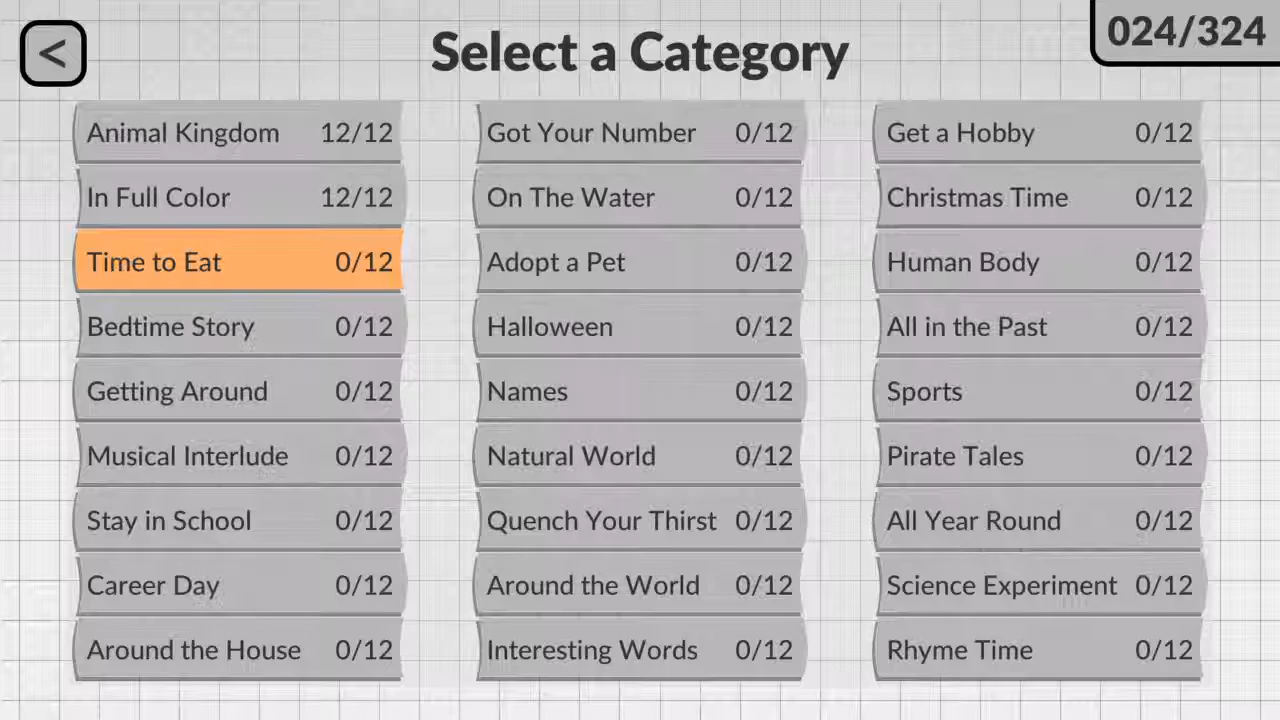 <
Select a Category
024/324
Animal Kingdom 12/12
In Full Color 12/12
Time to Eat 0/12
Bedtime Story 0/12
Getting Around 0/12
Musical Interlude 0/12
Stay in School 0/12
Career Day 0/12
Around the House 0/12
Got Your Number 0/12
On The Water 0/12
Adopt a Pet 0/12
Halloween 0/12
Names 0/12
Natural World 0/12
Quench Your Thirst 0/12
Around the World 0/12
Interesting Words 0/12
Get a Hobby 0/12
Christmas Time 0/12
Human Body 0/12
All in the Past 0/12
Sports 0/12
Pirate Tales 0/12
All Year Round 0/12
Science Experiment 0/12
Rhyme Time 0/12